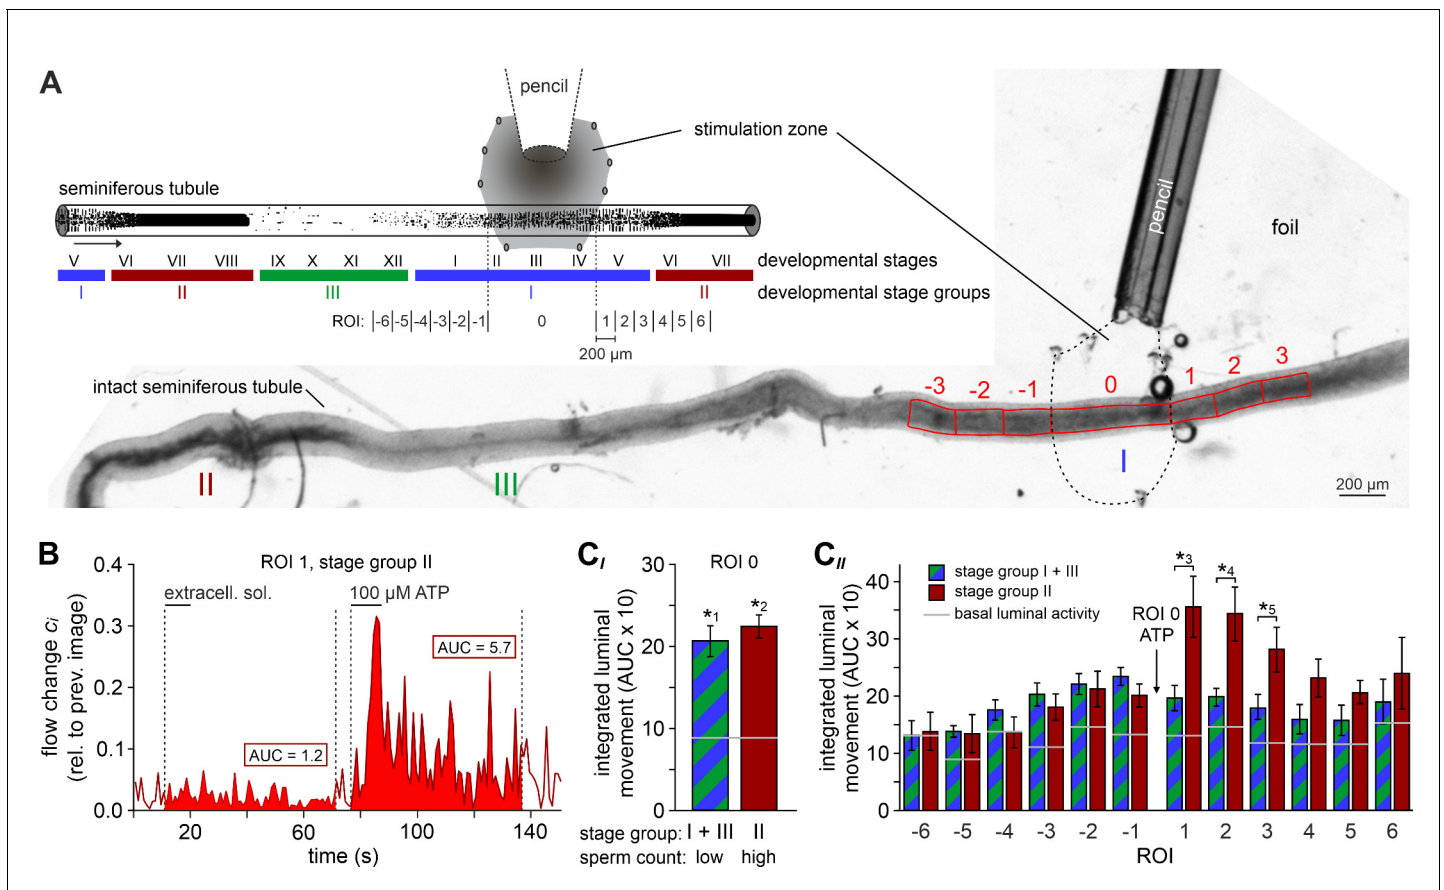 A
pencil
stimulation zone
seminiferous tubule
pencil
foil
V VI VII VIII IX X XI XII I II III IV V VI VII developmental stages
I II III I II developmental stage groups
ROI: -6 -5 -4 -3 -2 -1 0 1 2 3 4 5 6
200 µm
intact seminiferous tubule
-3 -2 -1 0 1 2 3
II III I
200 µm
B
ROI 1, stage group II
extracell. sol.
100 µM ATP
AUC = 5.7
AUC = 1.2
flow change ci
(rel. to prev. image)
0.4
0.3
0.2
0.1
0.0
20 60 100 140
time (s)
CI
ROI 0
integrated luminal
movement (AUC x 10)
30
20
10
0
*1 *2
stage group: I + III II
sperm count: low high
CII
stage group I + III
stage group II
basal luminal activity
ROI 0
ATP
*3 *4 *5
integrated luminal
movement (AUC x 10)
40
30
20
10
0
-6 -5 -4 -3 -2 -1 1 2 3 4 5 6
ROI